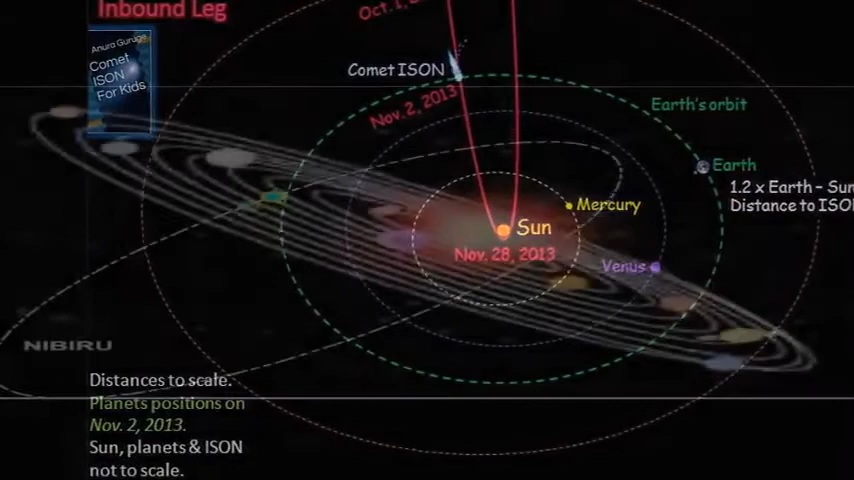 Inbound Leg
Oct. 1,
Anura Guruge
Comet
ISON
For Kids
Comet ISON
Nov. 2, 2013
Earth's orbit
Earth
1.2 x Earth – Sun
Distance to ISON
Mercury
Sun
Nov. 28, 2013
Venus
NIBIRU
Distances to scale.
Planets positions on
Nov. 2, 2013.
Sun, planets & ISON
not to scale.